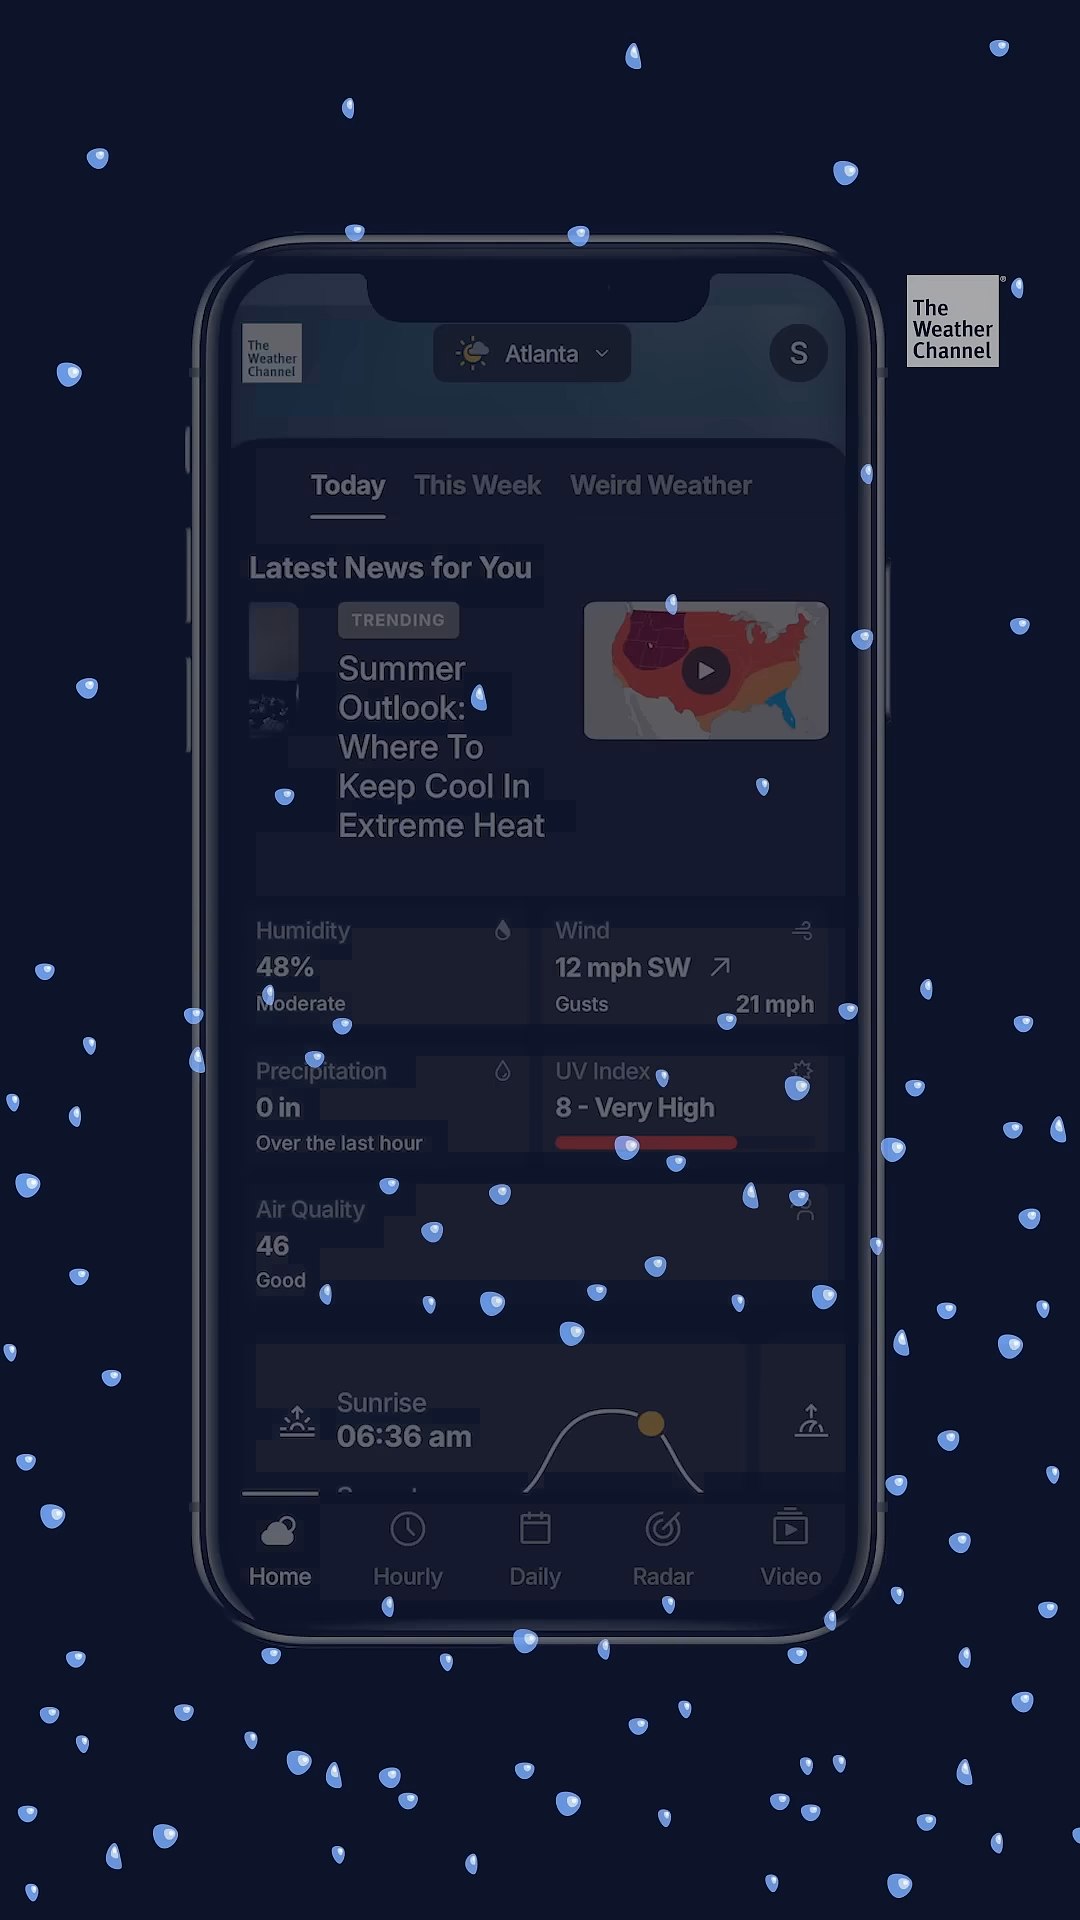 The
Weather
Channel
Atlanta
S
The
Weather
Channel
®
Today This Week Weird Weather
Latest News for You
TRENDING
Summer
Outlook:
Where To
Keep Cool In
Extreme Heat
Humidity
48%
Moderate
Wind
12 mph SW
Gusts 21 mph
Precipitation
0 in
Over the last hour
UV Index
8 - Very High
Air Quality
46
Good
Sunrise
06:36 am
Home Hourly Daily Radar Video